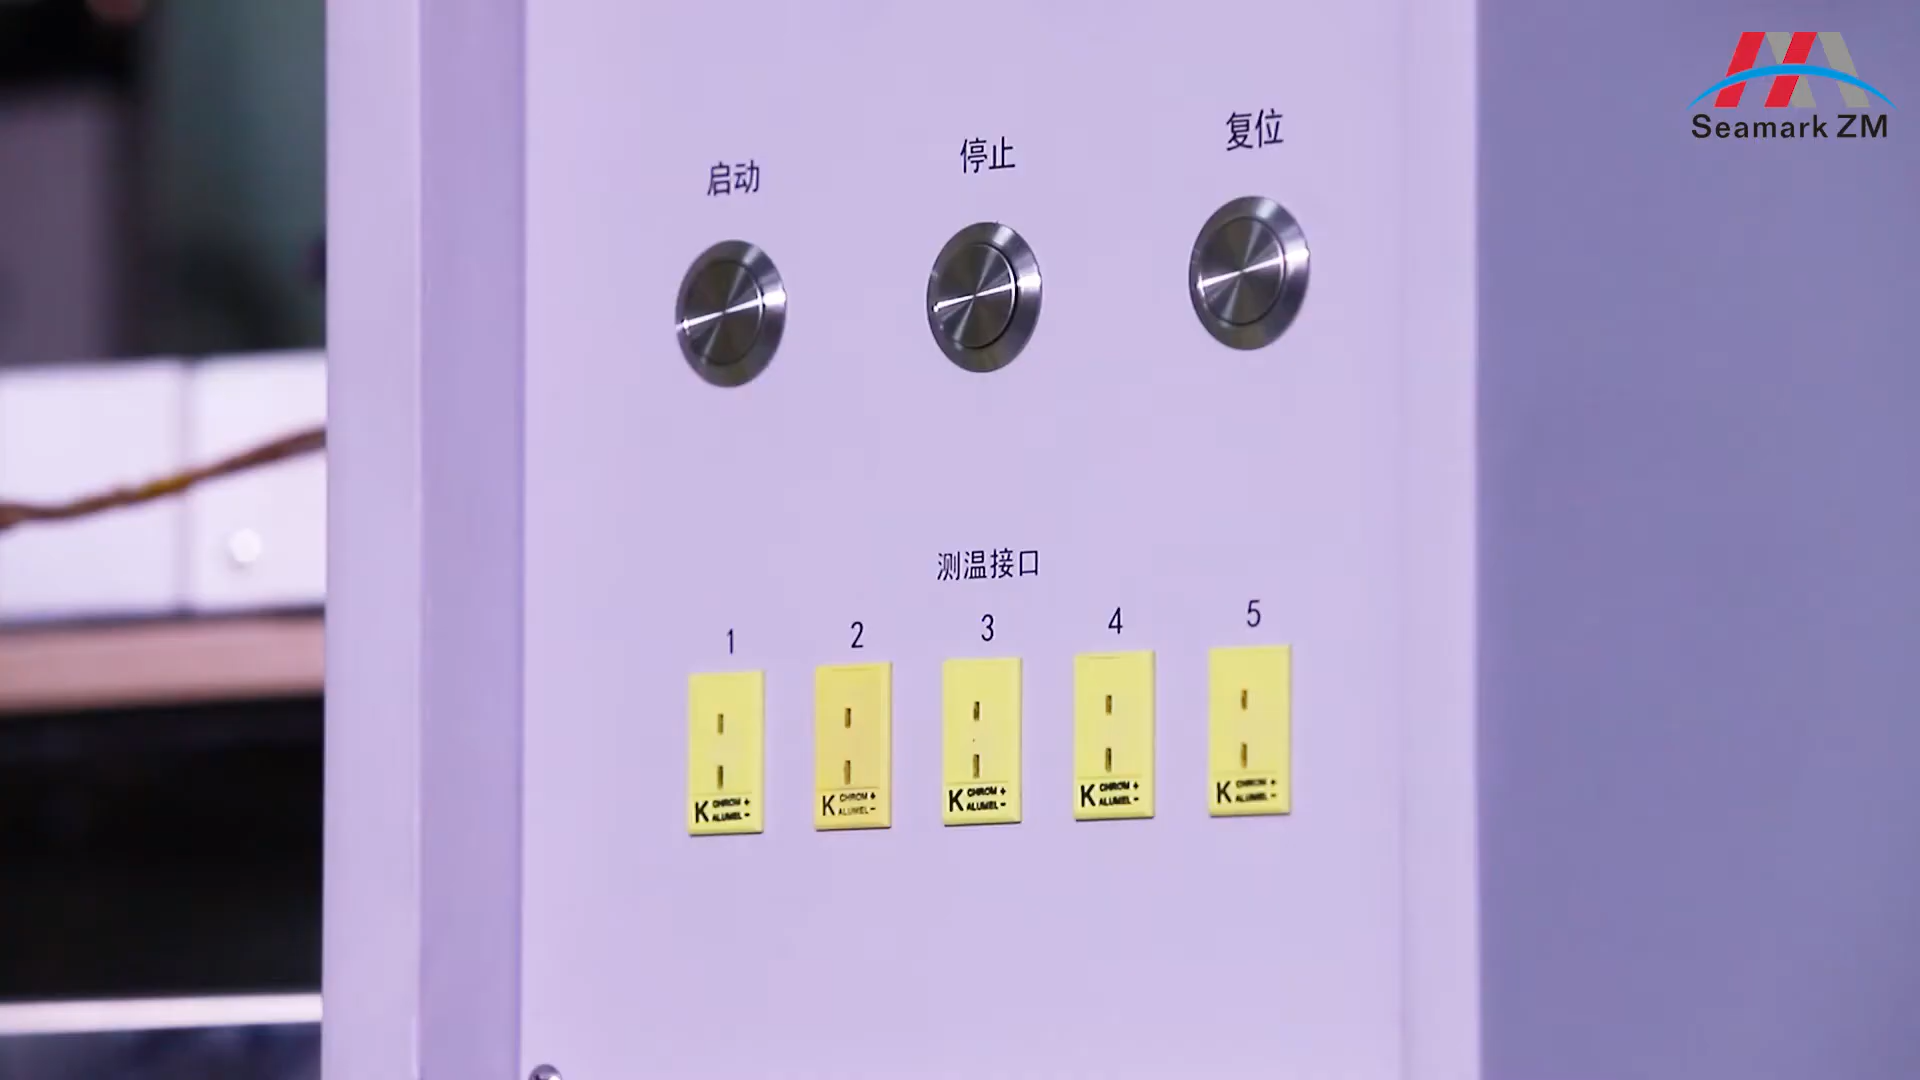 Seamark ZM
启动
停止
复位
测温接口
1
2
3
4
5
K CHROM +
ALUMEL -
K CHROM +
ALUMEL -
K CHROM +
ALUMEL -
K CHROM +
ALUMEL -
K CHROM +
ALUMEL -